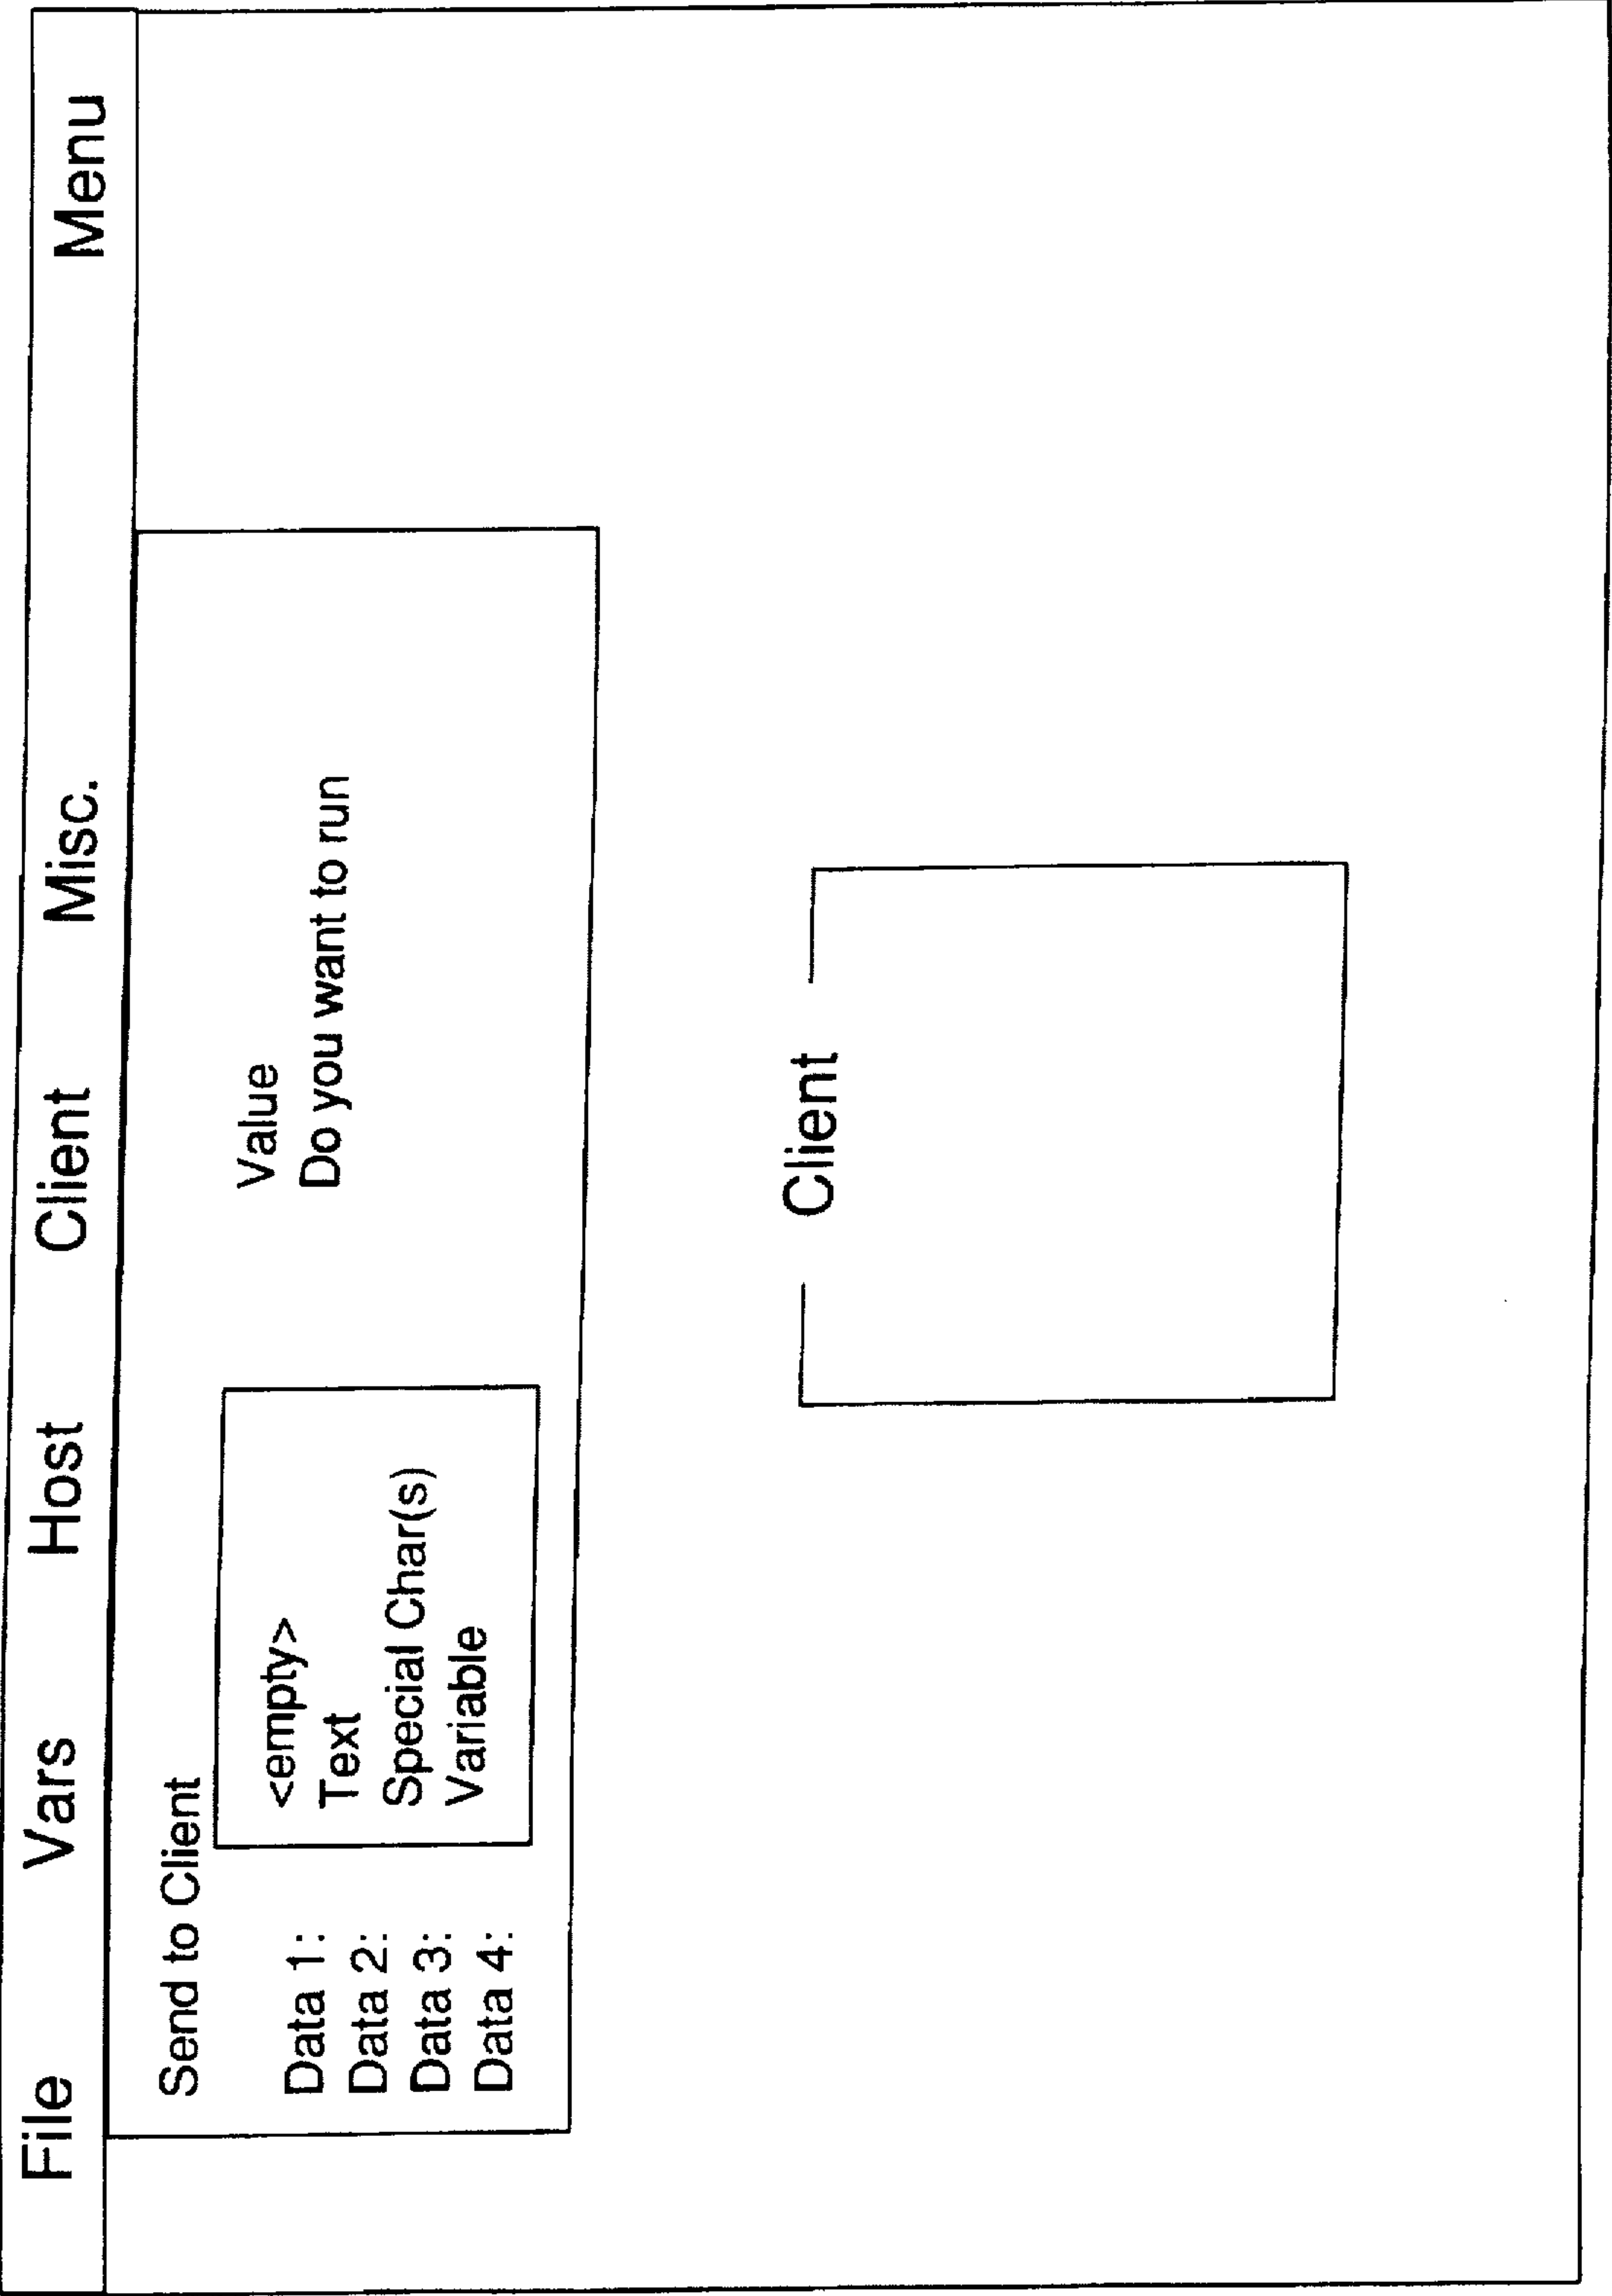 File Vars Host Client Misc. Menu
Send to Client
Value
Data 1: <empty> Do you want to run
Data 2: Text
Data 3: Special Char(s)
Data 4: Variable
Client